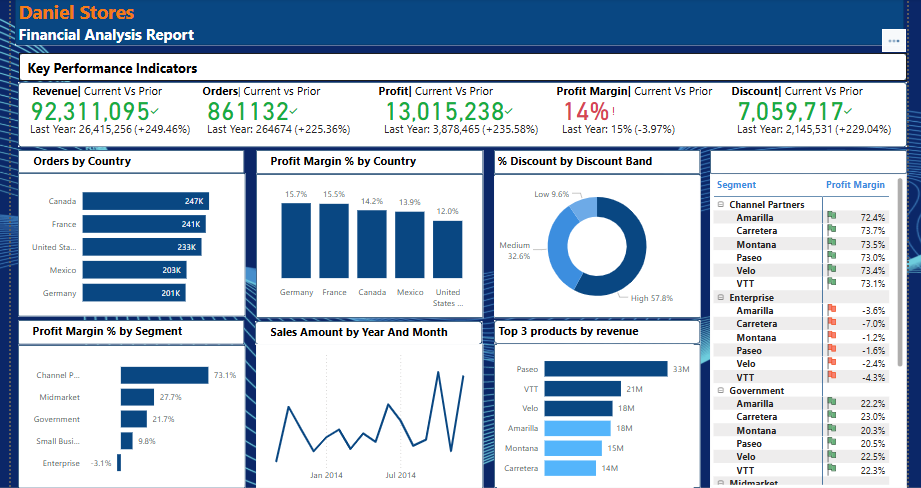 Daniel Stores
Financial Analysis Report
Key Performance Indicators
Revenue| Current Vs Prior
92,311,095
Last Year: 26,415,256 (+249.46%)
Orders| Current Vs Prior
861132
Last Year: 264674 (+225.36%)
Profit| Current Vs Prior
13,015,238
Last Year: 3,878,465 (+235.58%)
Profit Margin| Current Vs Prior
14%!
Last Year: 15% (-3.97%)
Discount| Current Vs Prior
7,059,717
Last Year: 2,145,531 (+229.04%)
Orders by Country
Canada 247K
France 241K
United Sta... 233K
Mexico 203K
Germany 201K
Profit Margin % by Country
15.7% 15.5% 14.2% 13.9% 12.0%
Germany France Canada Mexico United
States ...
% Discount by Discount Band
Low 9.6%
Medium
32.6%
High 57.8%
Segment Profit Margin
Channel Partners
Amarilla 72.4%
Carretera 73.7%
Montana 73.5%
Paseo 73.0%
Velo 73.4%
VTT 73.1%
Enterprise
Amarilla -3.6%
Carretera -7.0%
Montana -1.2%
Paseo -1.6%
Velo -2.4%
VTT -4.3%
Government
Amarilla 22.2%
Carretera 23.0%
Montana 20.3%
Paseo 20.5%
Velo 22.5%
VTT 22.3%
Midmarket
Profit Margin % by Segment
Channel P... 73.1%
Midmarket 27.7%
Government 21.7%
Small Busi... 9.8%
Enterprise -3.1%
Sales Amount by Year And Month
Jan 2014 Jul 2014
Top 3 products by revenue
Paseo 33M
VTT 21M
Velo 18M
Amarilla 18M
Montana 15M
Carretera 14M